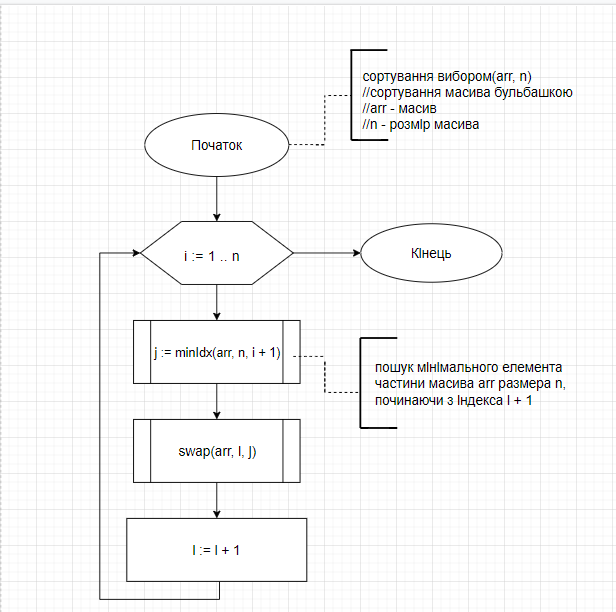 сортування вибором(arr, n)
//сортування масива бульбашкою
//arr - масив
//n - розмІр масива
Початок
i := 1 .. n
КІнець
j := minIdx(arr, n, i + 1)
пошук мІнІмального елемента
частини масива arr размера n,
починаючи з Індекса I + 1
swap(arr, I, j)
I := I + 1